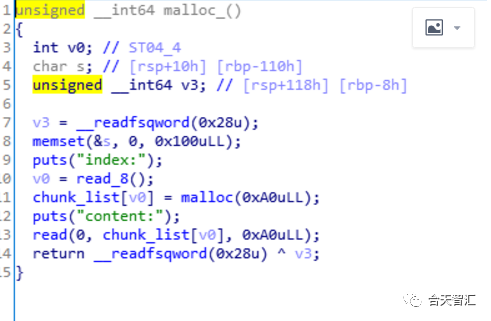 1 unsigned __int64 malloc_()
2 {
3 int v0; // ST04_4
4 char s; // [rsp+10h] [rbp-110h]
5 unsigned __int64 v3; // [rsp+118h] [rbp-8h]
6
7 v3 = __readfsqword(0x28u);
8 memset(&s, 0, 0x100uLL);
9 puts("index:");
10 v0 = read_8();
11 chunk_list[v0] = malloc(0xA0uLL);
12 puts("content:");
13 read(0, chunk_list[v0], 0xA0uLL);
14 return __readfsqword(0x28u) ^ v3;
15 }
合天智汇